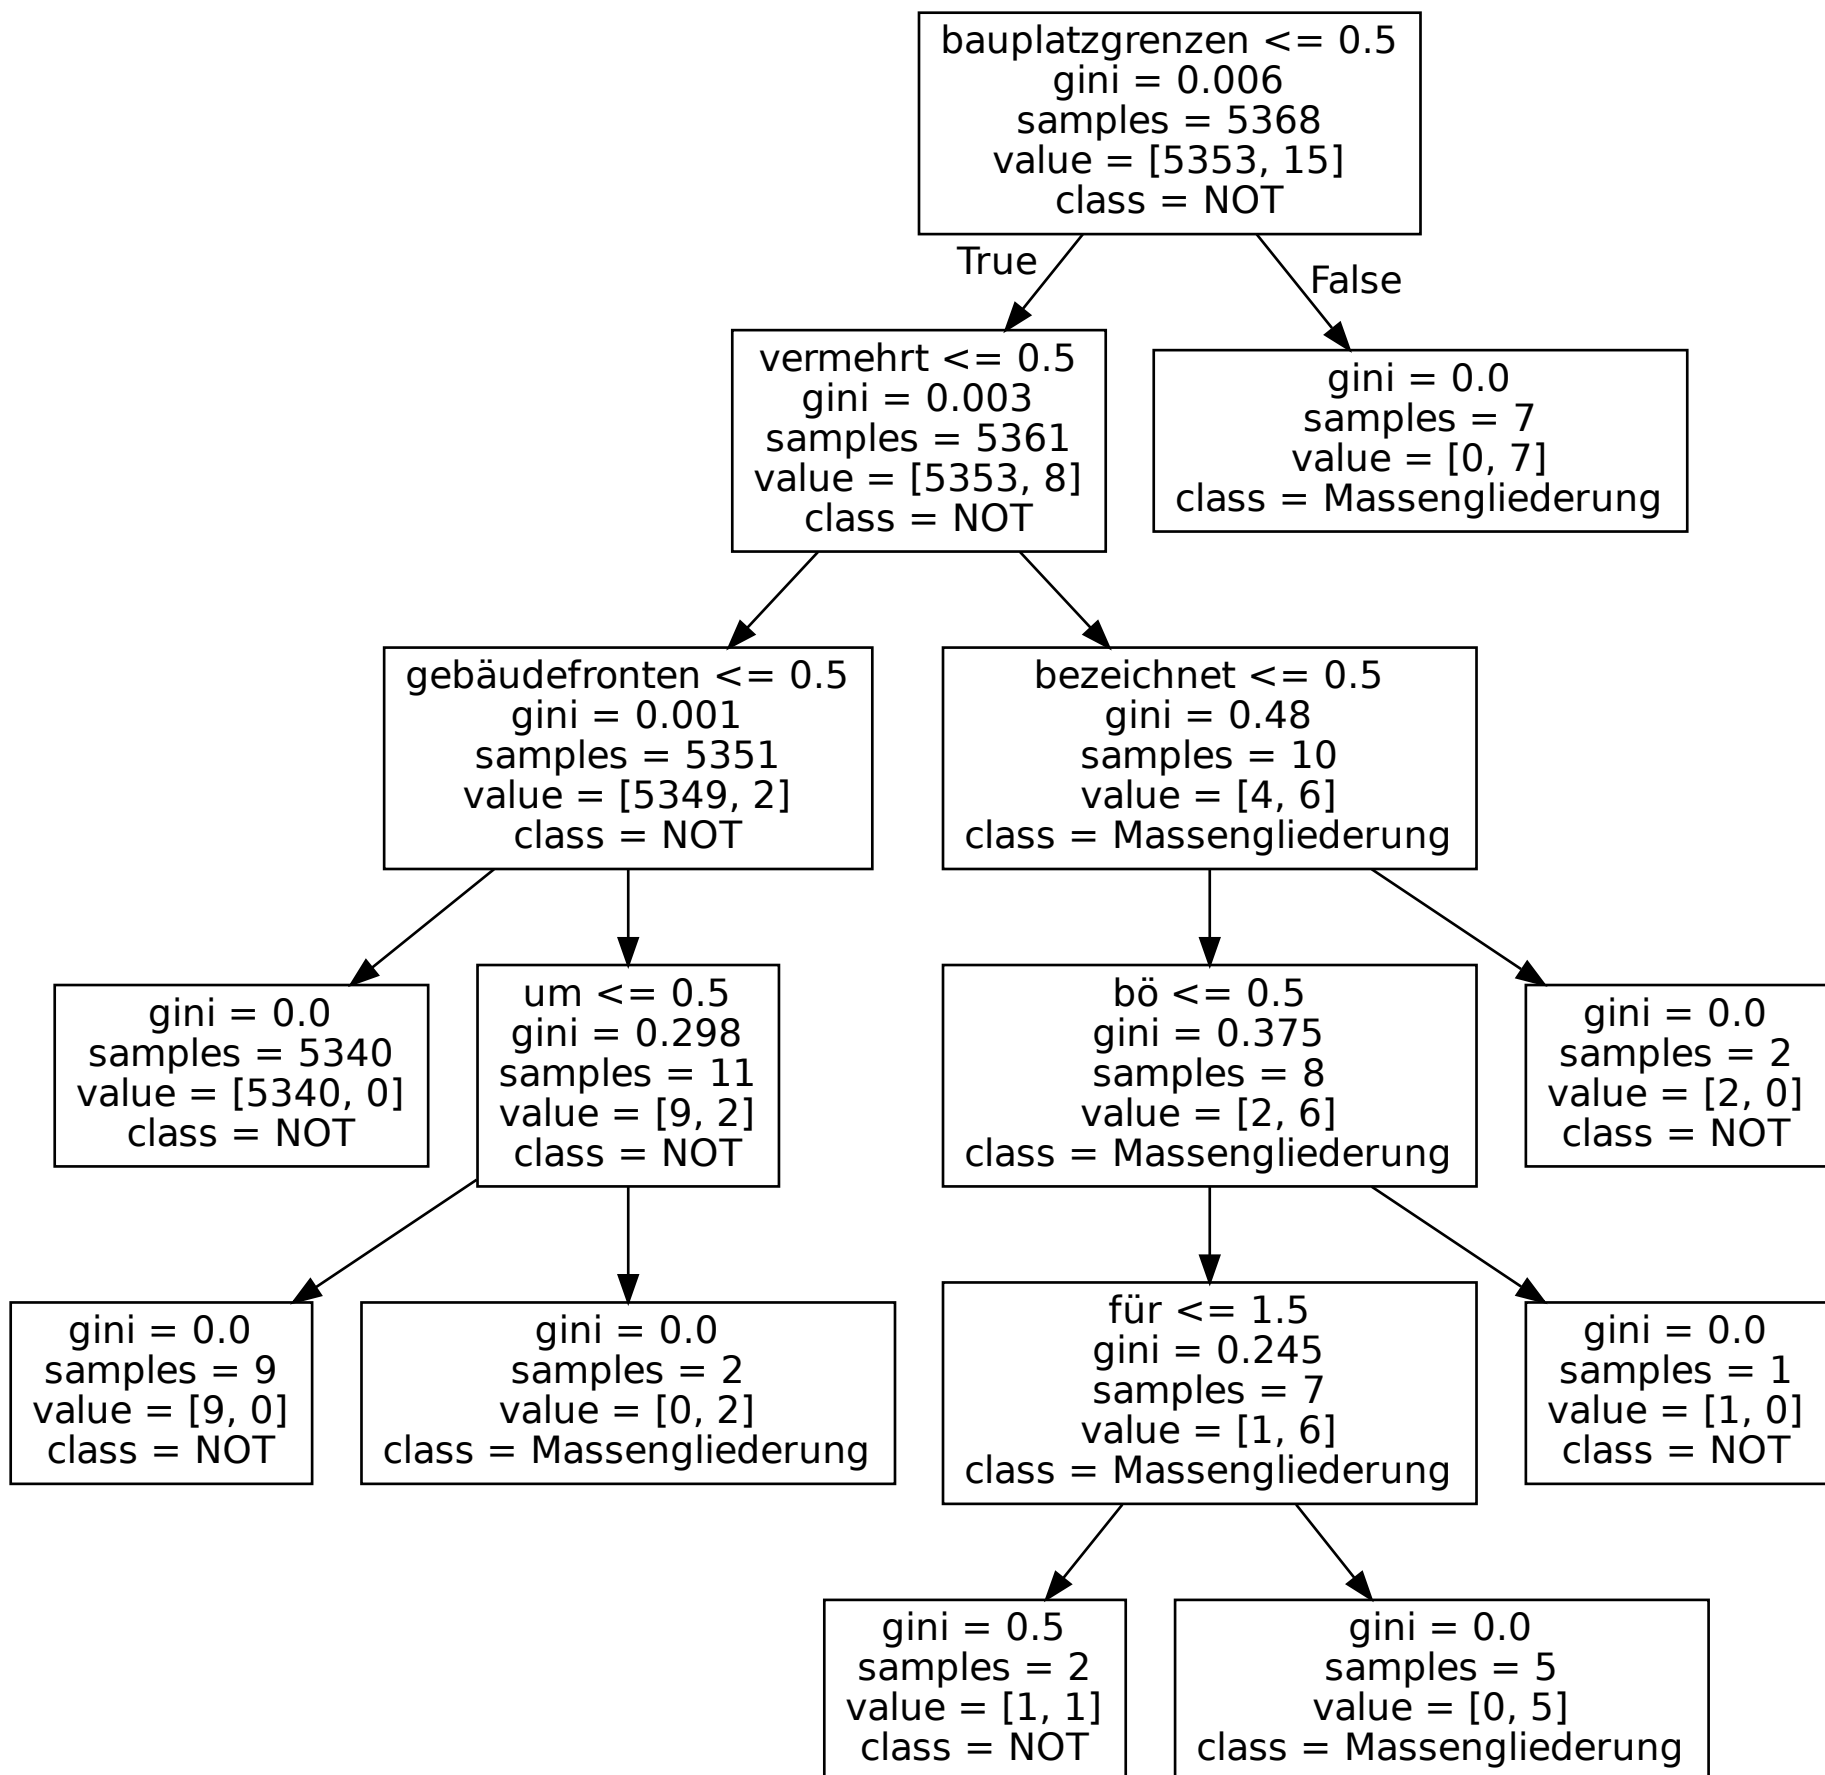 bauplatzgrenzen <= 0.5
gini = 0.006
samples = 5368
value = [5353, 15]
class = NOT
True
False
vermehrt <= 0.5
gini = 0.003
samples = 5361
value = [5353, 8]
class = NOT
gini = 0.0
samples = 7
value = [0, 7]
class = Massengliederung
gebäudefronten <= 0.5
gini = 0.001
samples = 5351
value = [5349, 2]
class = NOT
bezeichnet <= 0.5
gini = 0.48
samples = 10
value = [4, 6]
class = Massengliederung
gini = 0.0
samples = 5340
value = [5340, 0]
class = NOT
um <= 0.5
gini = 0.298
samples = 11
value = [9, 2]
class = NOT
bö <= 0.5
gini = 0.375
samples = 8
value = [2, 6]
class = Massengliederung
gini = 0.0
samples = 2
value = [2, 0]
class = NOT
gini = 0.0
samples = 9
value = [9, 0]
class = NOT
gini = 0.0
samples = 2
value = [0, 2]
class = Massengliederung
für <= 1.5
gini = 0.245
samples = 7
value = [1, 6]
class = Massengliederung
gini = 0.0
samples = 1
value = [1, 0]
class = NOT
gini = 0.5
samples = 2
value = [1, 1]
class = NOT
gini = 0.0
samples = 5
value = [0, 5]
class = Massengliederung